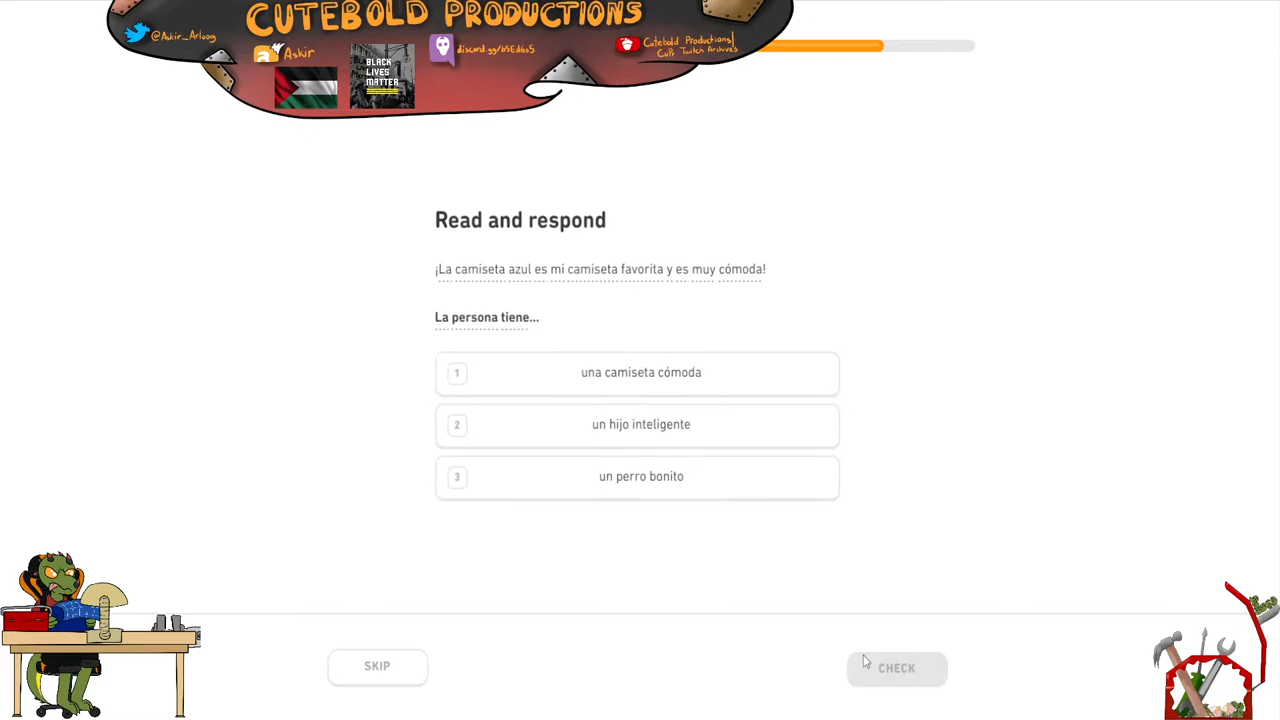 CUTEBOLD PRODUCTIONS
@Askir_Arloog
Askir
BLACK
LIVES
MATTER
discord.gg/b5Ed6s5
Cutebold Productions|
Twitch Archives
Read and respond
¡La camiseta azul es mi camiseta favorita y es muy cómoda!
La persona tiene...
1 una camiseta cómoda
2 un hijo inteligente
3 un perro bonito
SKIP
CHECK